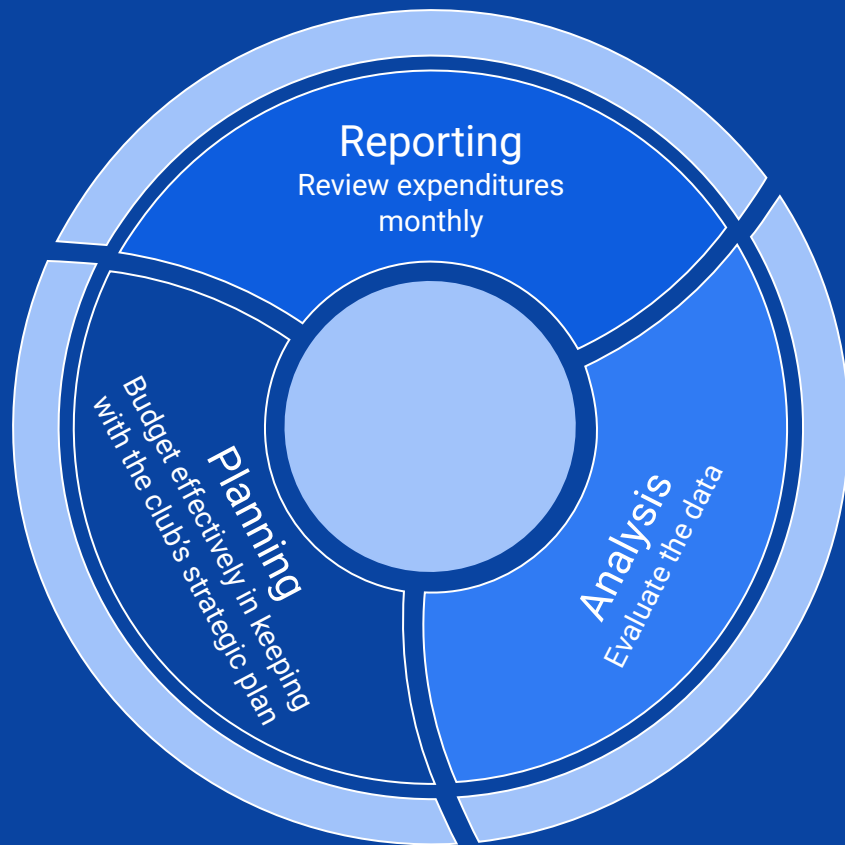 Reporting
Review expenditures
monthly
Analysis
Evaluate the data
Planning
Budget effectively in keeping
with the club's strategic plan